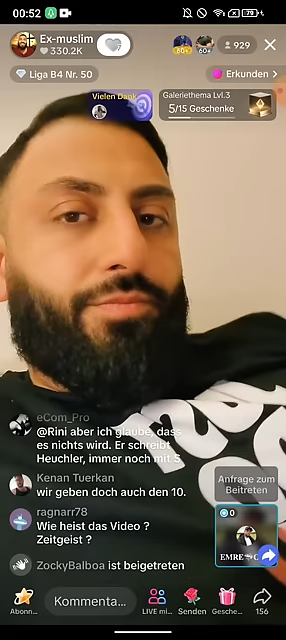 00:52
79
Ex-muslim
330.2K
60+
60+
929
Liga B4 Nr. 50
Erkunden >
Vielen Dank
Galeriethema Lvl.3
5/15 Geschenke
eCom_Pro
@Rini aber ich glaube, dass
es nichts wird. Er schreibt
Heuchler, immer noch mit S
Kenan Tuerkan
wir geben doch auch den 10.
ragnarr78
Wie heist das Video ?
Zeitgeist ?
ZockyBalboa ist beigetreten
Anfrage zum
Beitreten
0
EMRE
Abonn...
Kommenta...
LIVE mi...
Senden
Gesche...
156